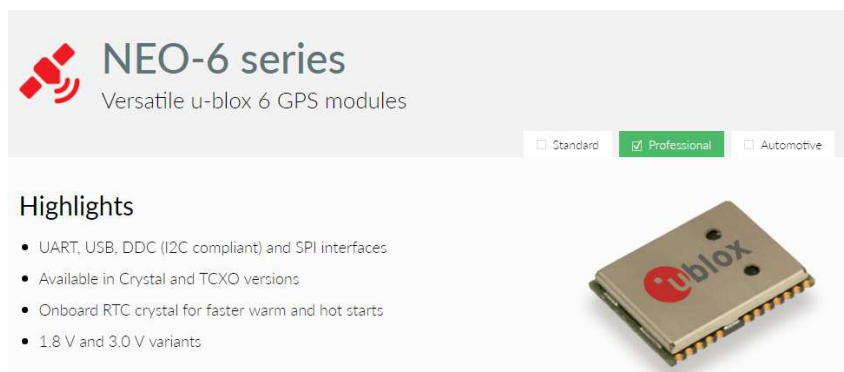 NEO-6 series
Versatile u-blox 6 GPS modules
Standard
Professional
Automotive
Highlights
UART, USB, DDC (I2C compliant) and SPI interfaces
Available in Crystal and TCXO versions
Onboard RTC crystal for faster warm and hot starts
1.8 V and 3.0 V variants
ublox